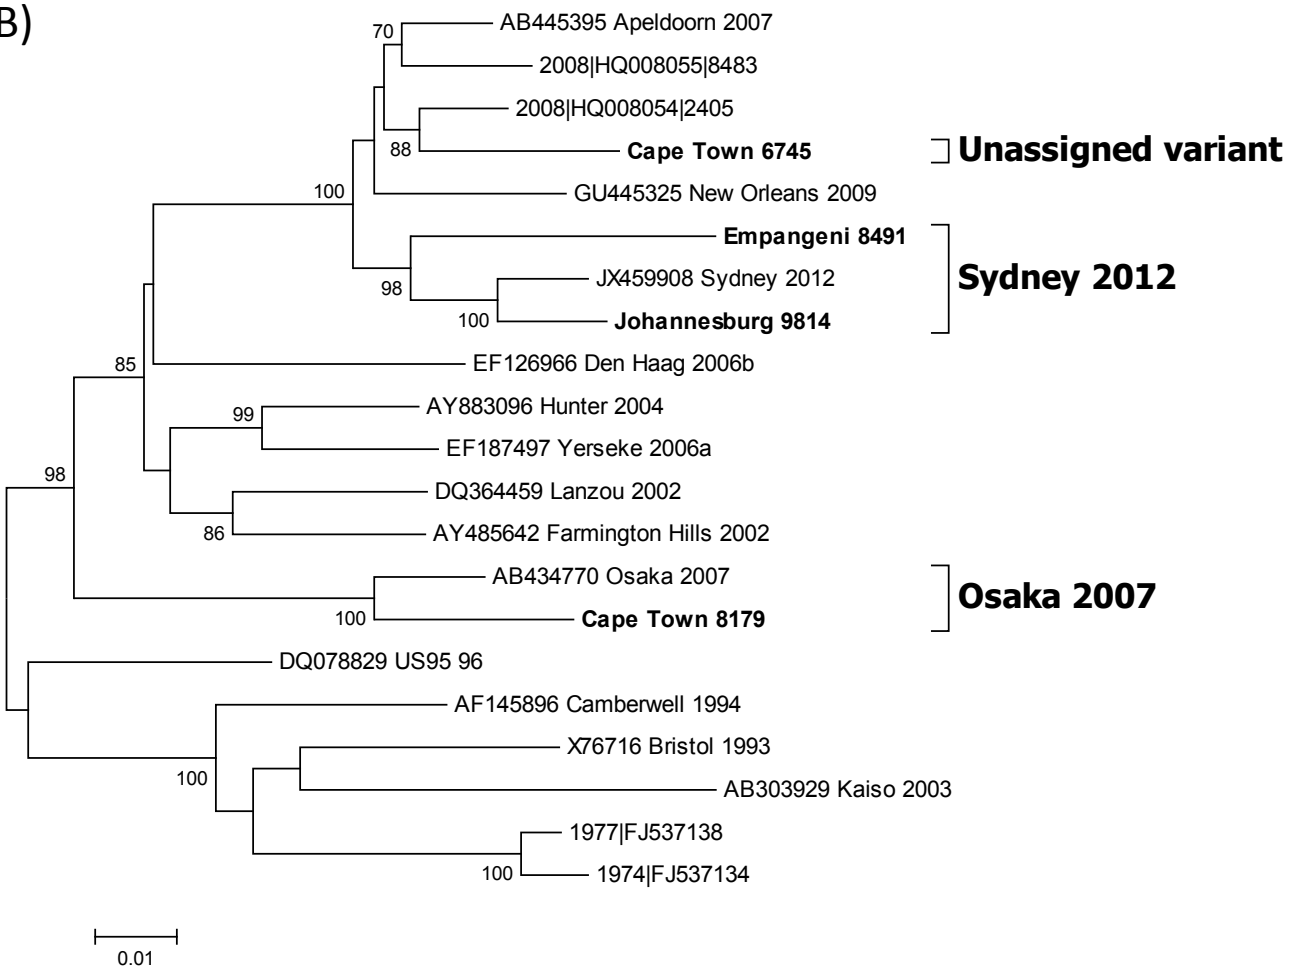 B)
70
AB445395 Apeldoorn 2007
2008|HQ008055|8483
2008|HQ008054|2405
88
Cape Town 6745
Unassigned variant
GU445325 New Orleans 2009
100
Empangeni 8491
JX459908 Sydney 2012
98
Sydney 2012
100
Johannesburg 9814
85
EF126966 Den Haag 2006b
AY883096 Hunter 2004
99
EF187497 Yerseke 2006a
98
DQ364459 Lanzou 2002
86
AY485642 Farmington Hills 2002
AB434770 Osaka 2007
Osaka 2007
100
Cape Town 8179
DQ078829 US95 96
AF145896 Camberwell 1994
X76716 Bristol 1993
100
AB303929 Kaiso 2003
1977|FJ537138
100
1974|FJ537134
0.01